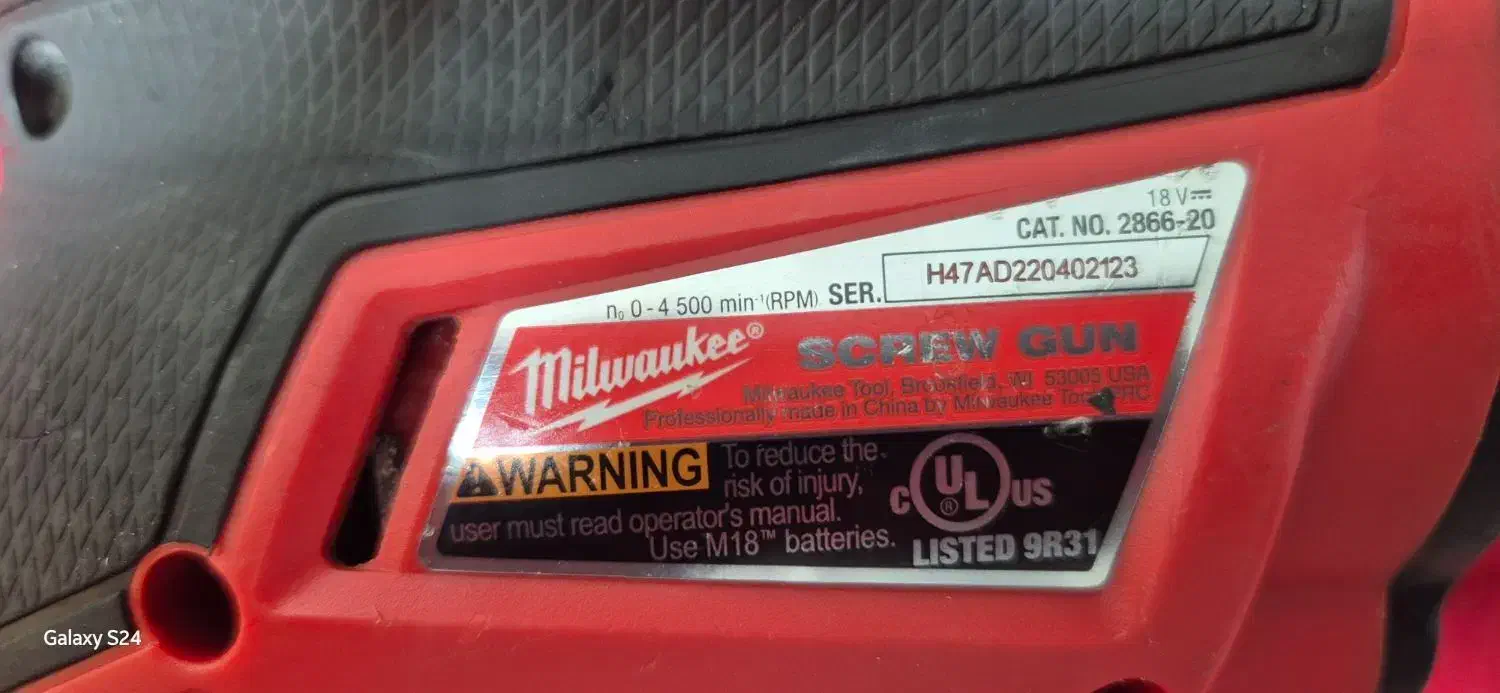 18 V⎓
CAT. NO. 2866-20
n₀ 0-4 500 min⁻¹(RPM) SER. H47AD220402123
Milwaukee® SCREW GUN
Milwaukee Tool, Brookfield, WI 53005 USA
Professionally made in China by Milwaukee Tool PRC
WARNING To reduce the
risk of injury,
user must read operator's manual.
Use M18™ batteries.
C UL® US
LISTED 9R31
Galaxy S24